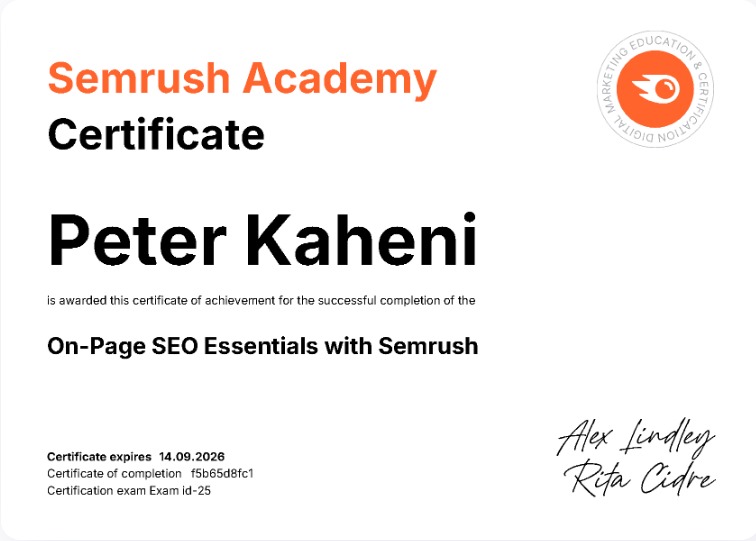 Semrush Academy
Certificate
DIGITAL MARKETING EDUCATION & CERTIFICATION
Peter Kaheni
is awarded this certificate of achievement for the successful completion of the
On-Page SEO Essentials with Semrush
Certificate expires 14.09.2026
Certificate of completion f5b65d8fc1
Certification exam Exam id-25
Alex Lindley
Rita Cidre